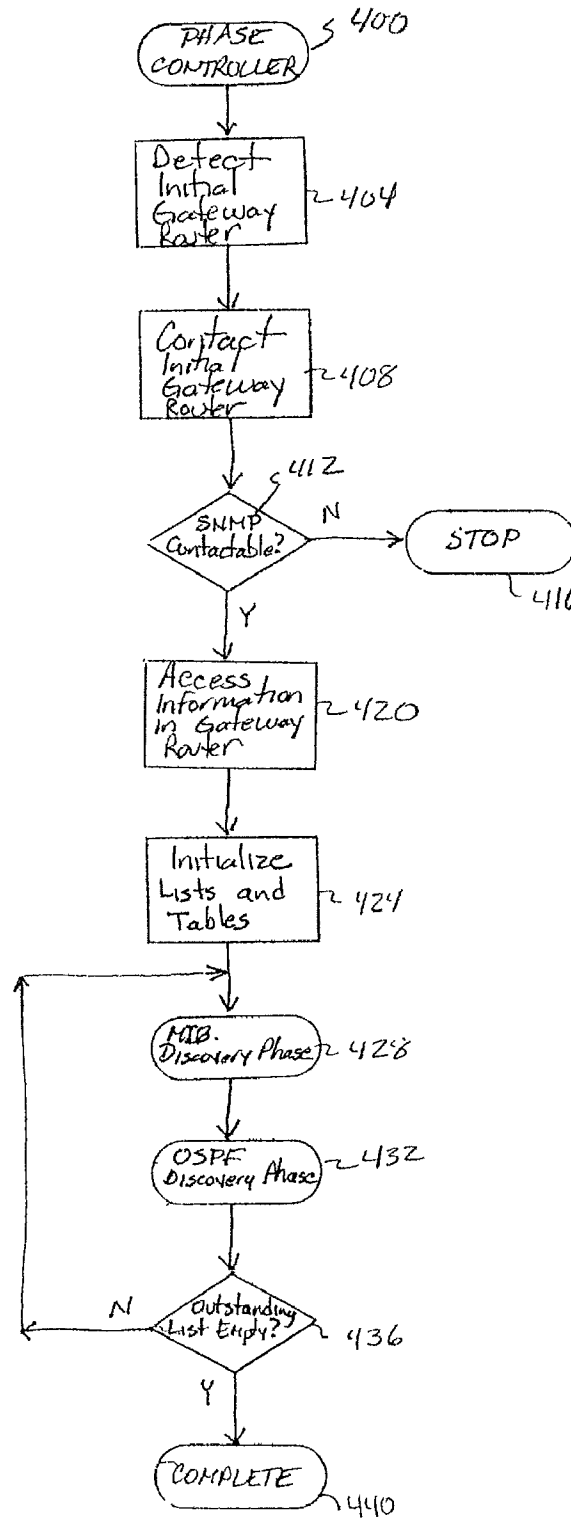 PHASE
CONTROLLER
400
Detect
Initial
Gateway
Router
404
Contact
Initial
Gateway
Router
408
412
SNMP
Contactable?
N
STOP
416
Y
Access
Information
In Gateway
Router
420
Initialize
Lists and
Tables
424
MIB.
Discovery Phase
428
OSPF
Discovery Phase
432
Outstanding
List Empty?
N
436
Y
COMPLETE
440